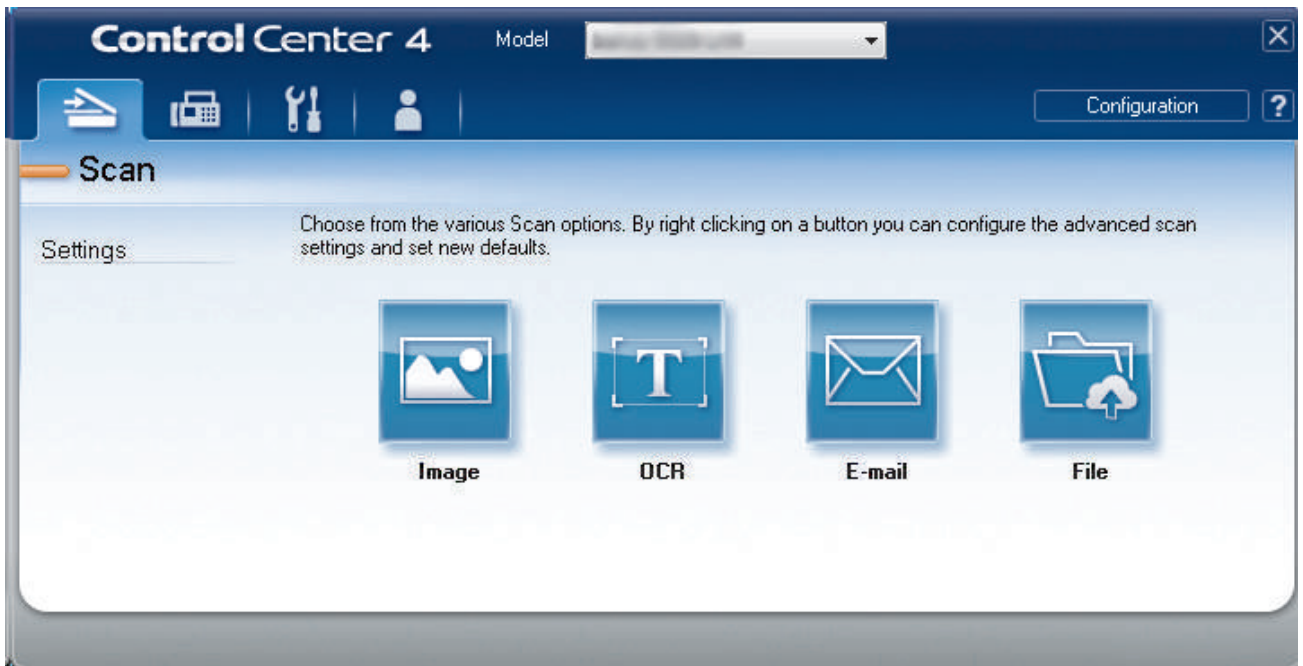 Control Center 4
Model
Configuration
?
Scan
Settings
Choose from the various Scan options. By right clicking on a button you can configure the advanced scan
settings and set new defaults.
T
Image OCR E-mail File